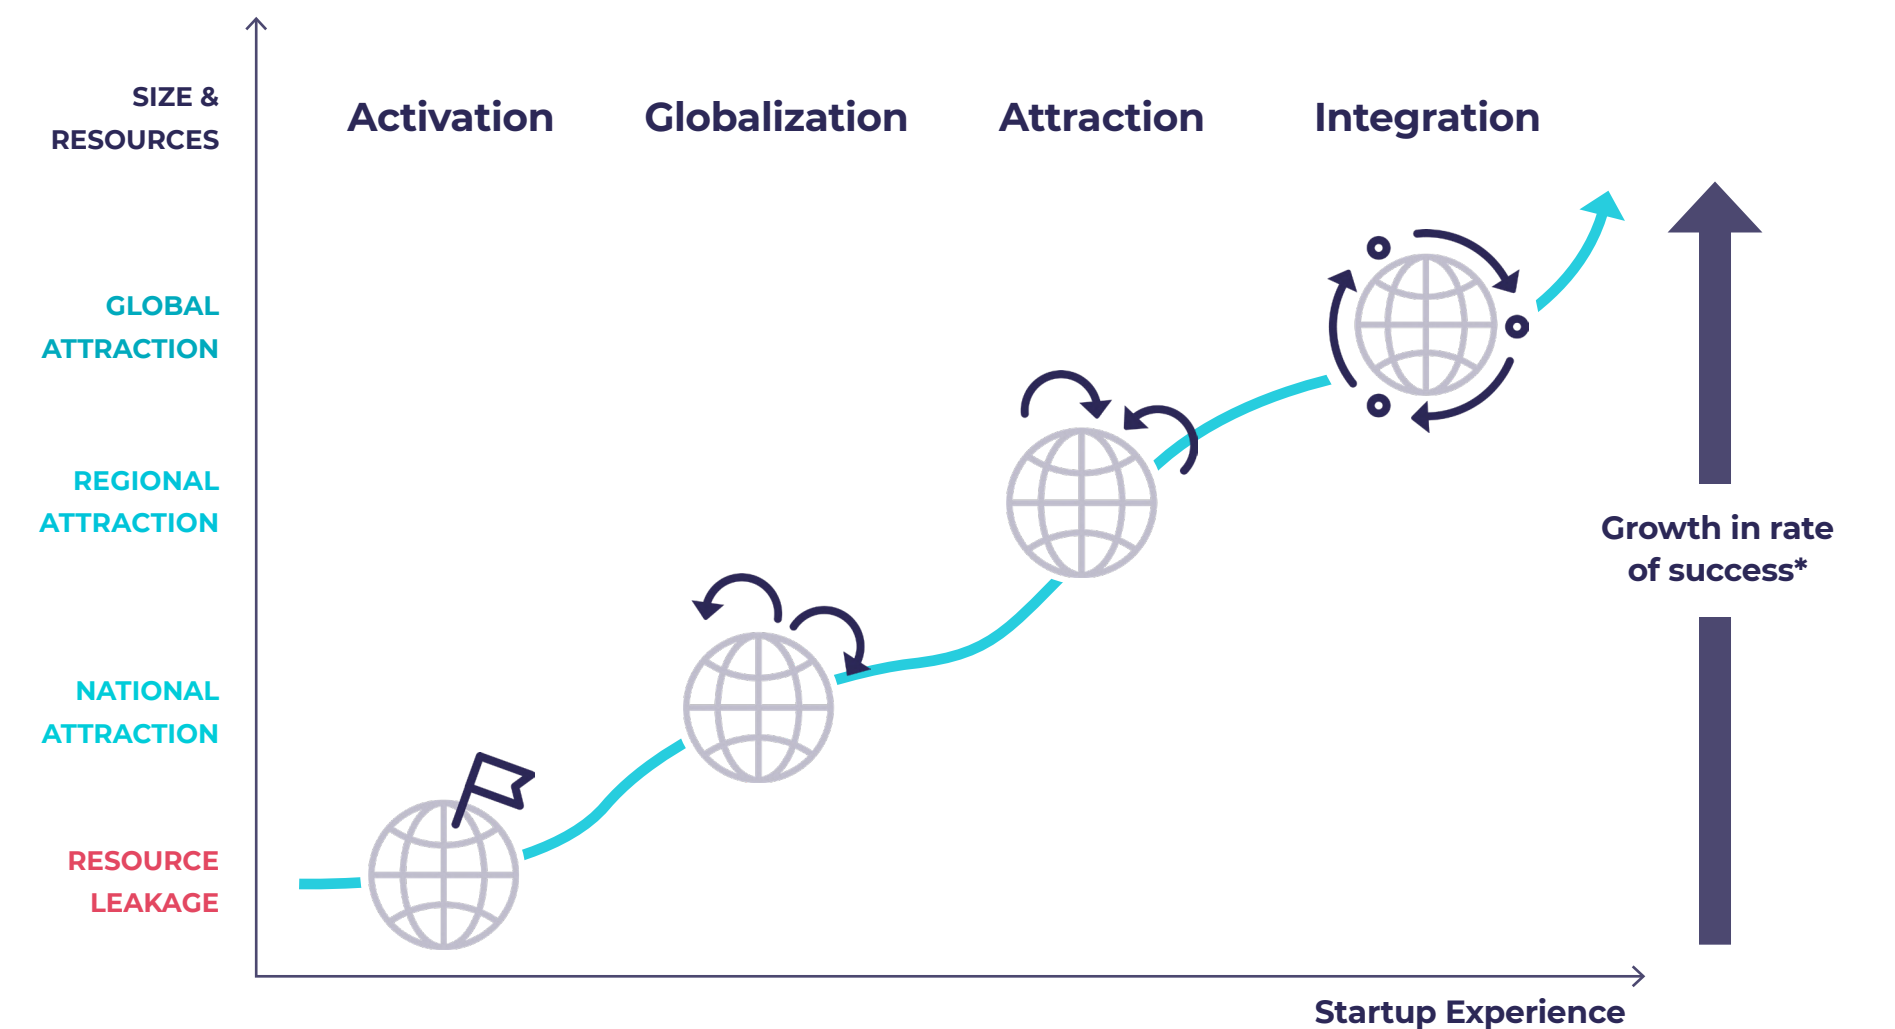 SIZE &
RESOURCES
Activation
Globalization
Attraction
Integration
GLOBAL
ATTRACTION
REGIONAL
ATTRACTION
NATIONAL
ATTRACTION
RESOURCE
LEAKAGE
Growth in rate
of success*
Startup Experience